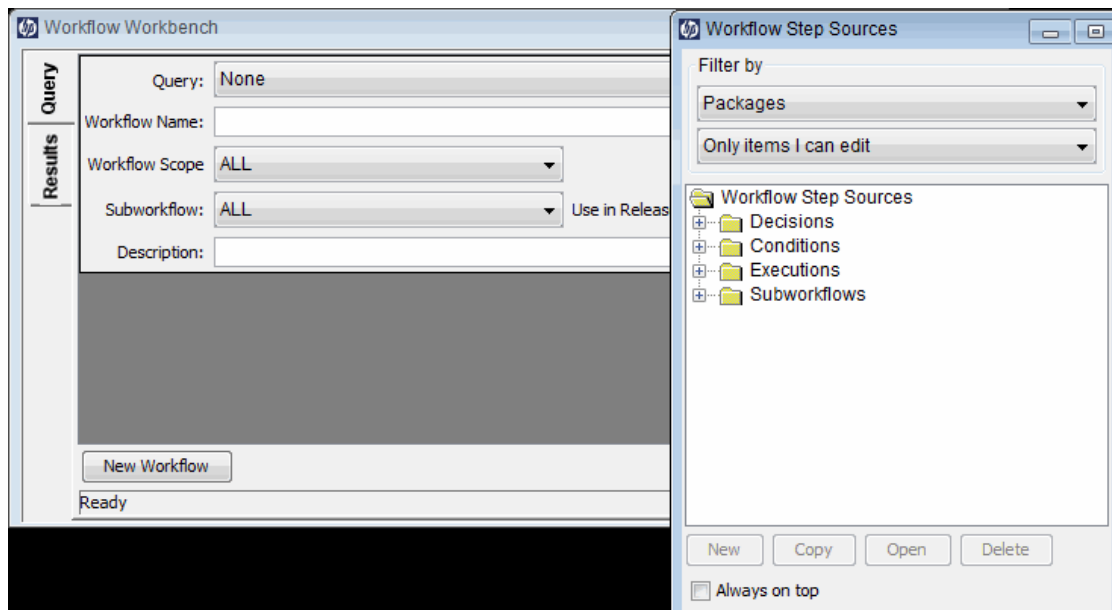 Workflow Workbench
Query
Results
Query: None
Workflow Name:
Workflow Scope ALL
Subworkflow: ALL Use in Releas
Description:
New Workflow
Ready
hp Workflow Step Sources
Filter by
Packages
Only items I can edit
Workflow Step Sources
Decisions
Conditions
Executions
Subworkflows
New Copy Open Delete
Always on top